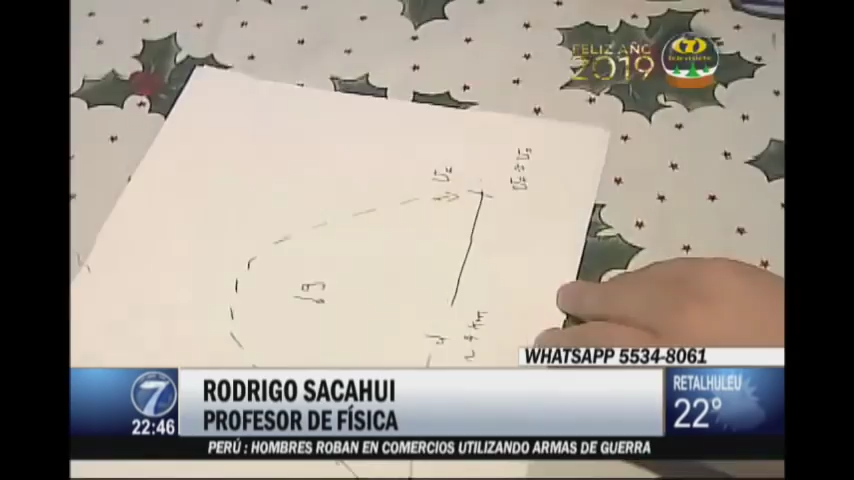 FELIZ AÑO
2019
7
WHATSAPP 5534-8061
7
22:46
RODRIGO SACAHUI
PROFESOR DE FÍSICA
RETALHULEU
22°
PERÚ : HOMBRES ROBAN EN COMERCIOS UTILIZANDO ARMAS DE GUERRA